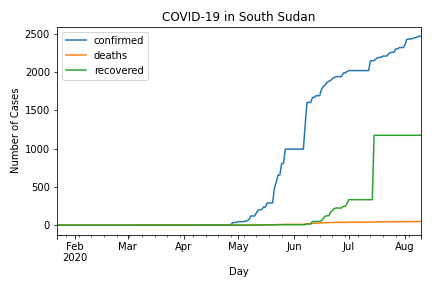 COVID-19 in South Sudan
confirmed
deaths
recovered
Number of Cases
2500
2000
1500
1000
500
0
Feb Mar Apr May Jun Jul Aug
2020
Day